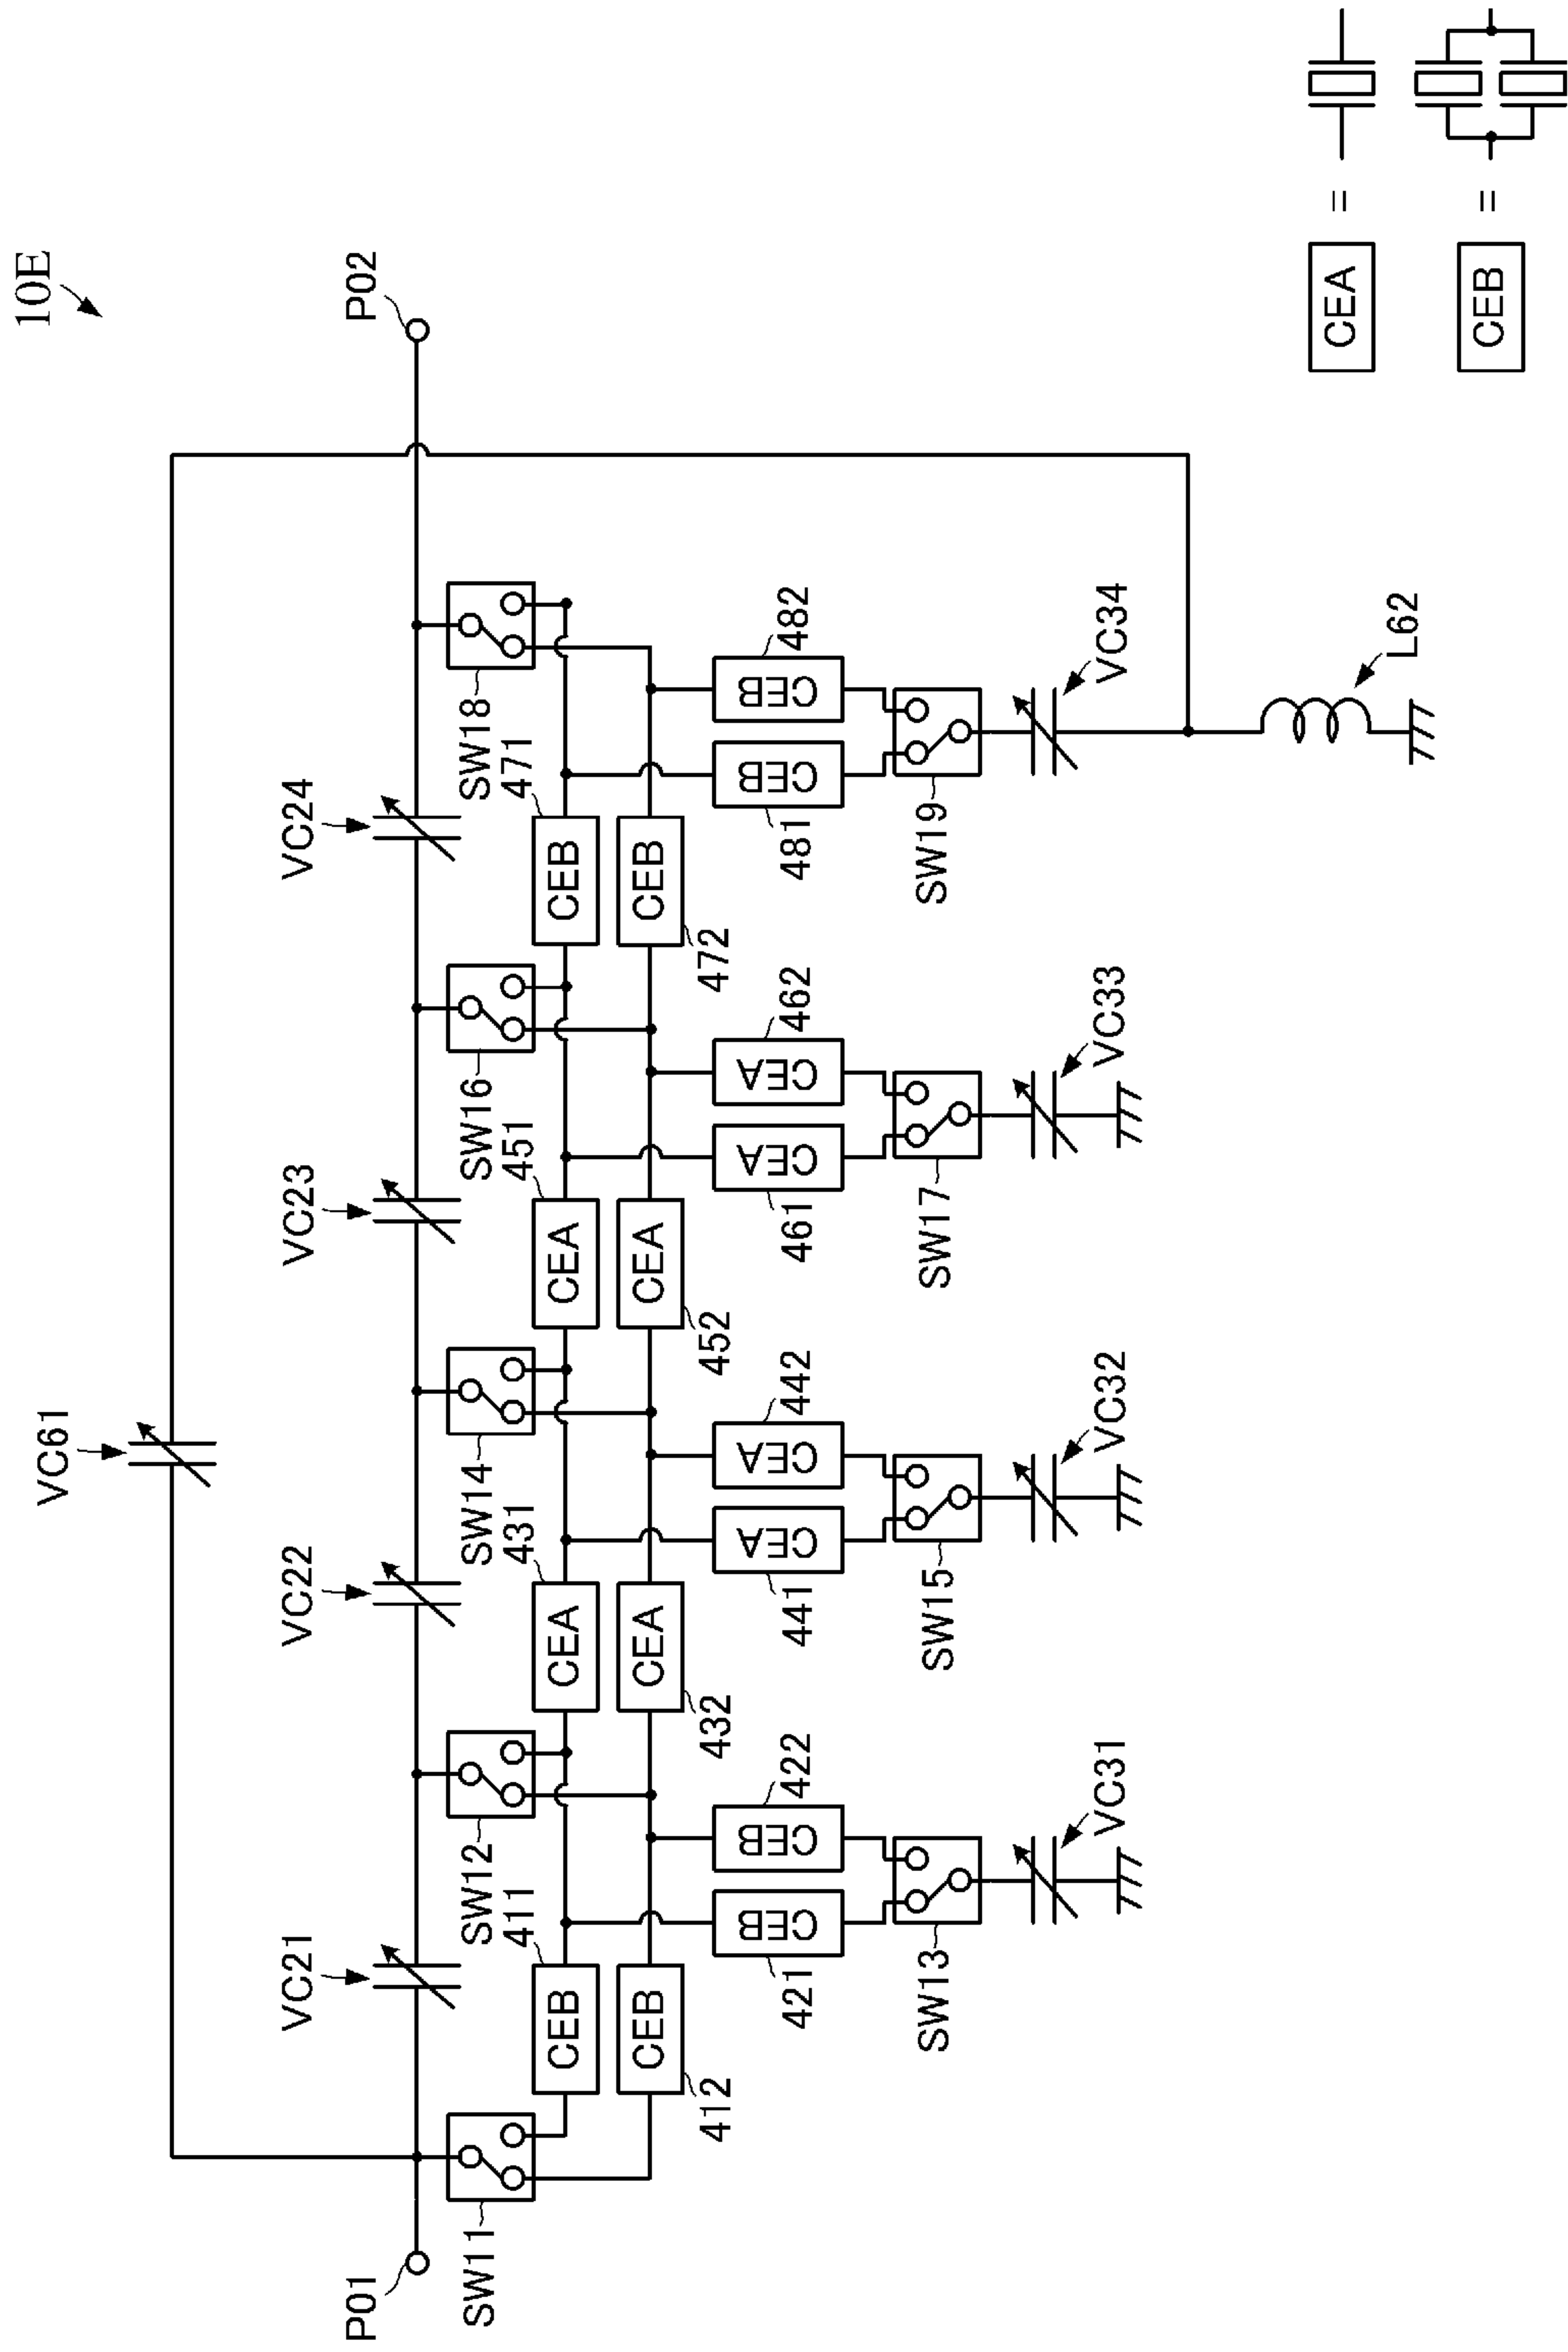 10E
VC61
VC21
VC22
VC23
VC24
P01
P02
SW11
SW12
SW14
SW16
SW18
411
431
451
471
CEB
CEA
CEA
CEB
CEB
CEA
CEA
CEB
412
432
452
472
CEB
CEB
CEA
CEA
CEA
CEA
CEB
CEB
421
422
441
442
461
462
481
482
SW13
SW15
SW17
SW19
VC31
VC32
VC33
VC34
L62
CEA =
CEB =